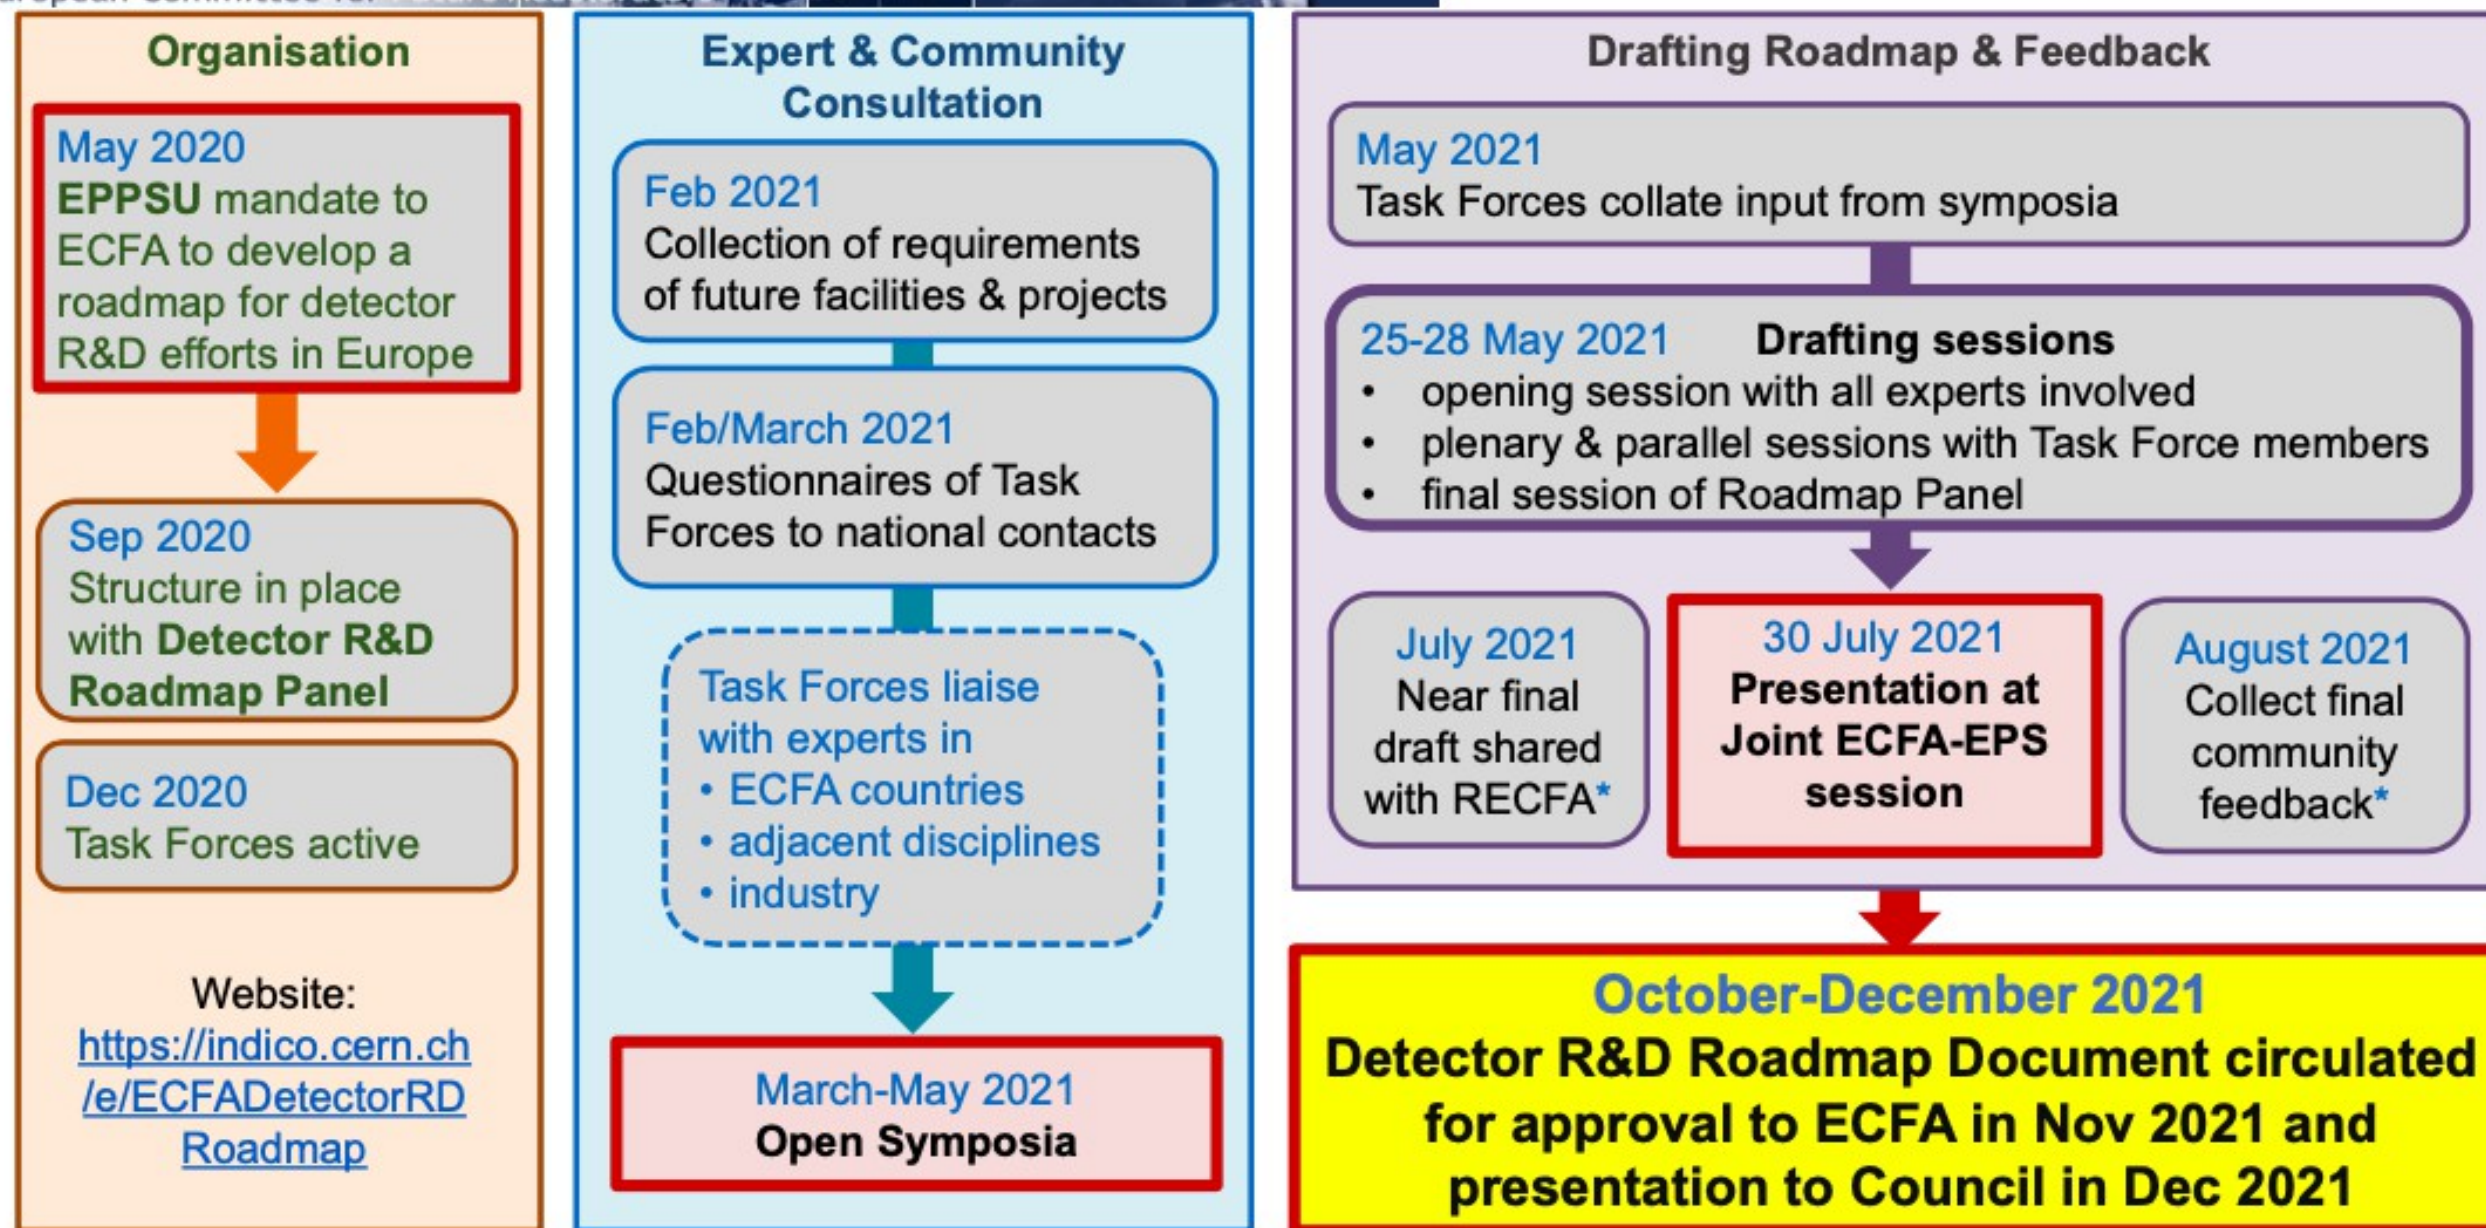 Organisation
May 2020
EPPSU mandate to
ECFA to develop a
roadmap for detector
R&D efforts in Europe
Sep 2020
Structure in place
with Detector R&D
Roadmap Panel
Dec 2020
Task Forces active
Website:
https://indico.cern.ch
/e/ECFADetectorRD
Roadmap
Expert & Community
Consultation
Feb 2021
Collection of requirements
of future facilities & projects
Feb/March 2021
Questionnaires of Task
Forces to national contacts
Task Forces liaise
with experts in
• ECFA countries
• adjacent disciplines
• industry
March-May 2021
Open Symposia
Drafting Roadmap & Feedback
May 2021
Task Forces collate input from symposia
25-28 May 2021 Drafting sessions
• opening session with all experts involved
• plenary & parallel sessions with Task Force members
• final session of Roadmap Panel
July 2021
Near final
draft shared
with RECFA*
30 July 2021
Presentation at
Joint ECFA-EPS
session
August 2021
Collect final
community
feedback*
October-December 2021
Detector R&D Roadmap Document circulated
for approval to ECFA in Nov 2021 and
presentation to Council in Dec 2021